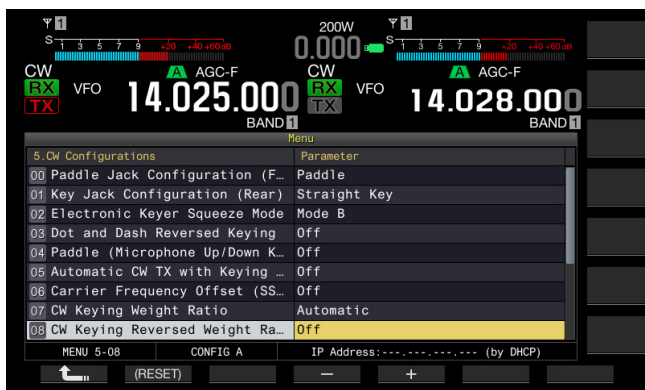 1 200W 1
S 1 3 5 7 9 +20 +40 +60dB 0.000 S 1 3 5 7 9 +20 +40 +60dB
CW A AGC-F CW A AGC-F
RX VFO 14.025.000 RX VFO 14.028.000
TX TX
BAND 1 BAND 1
Menu
5.CW Configurations Parameter
00 Paddle Jack Configuration (F… Paddle
01 Key Jack Configuration (Rear) Straight Key
02 Electronic Keyer Squeeze Mode Mode B
03 Dot and Dash Reversed Keying Off
04 Paddle (Microphone Up/Down K… Off
05 Automatic CW TX with Keying … Off
06 Carrier Frequency Offset (SS… Off
07 CW Keying Weight Ratio Automatic
08 CW Keying Reversed Weight Ra… Off
MENU 5-08 CONFIG A IP Address:---.---.---.--- (by DHCP)
(RESET) − +